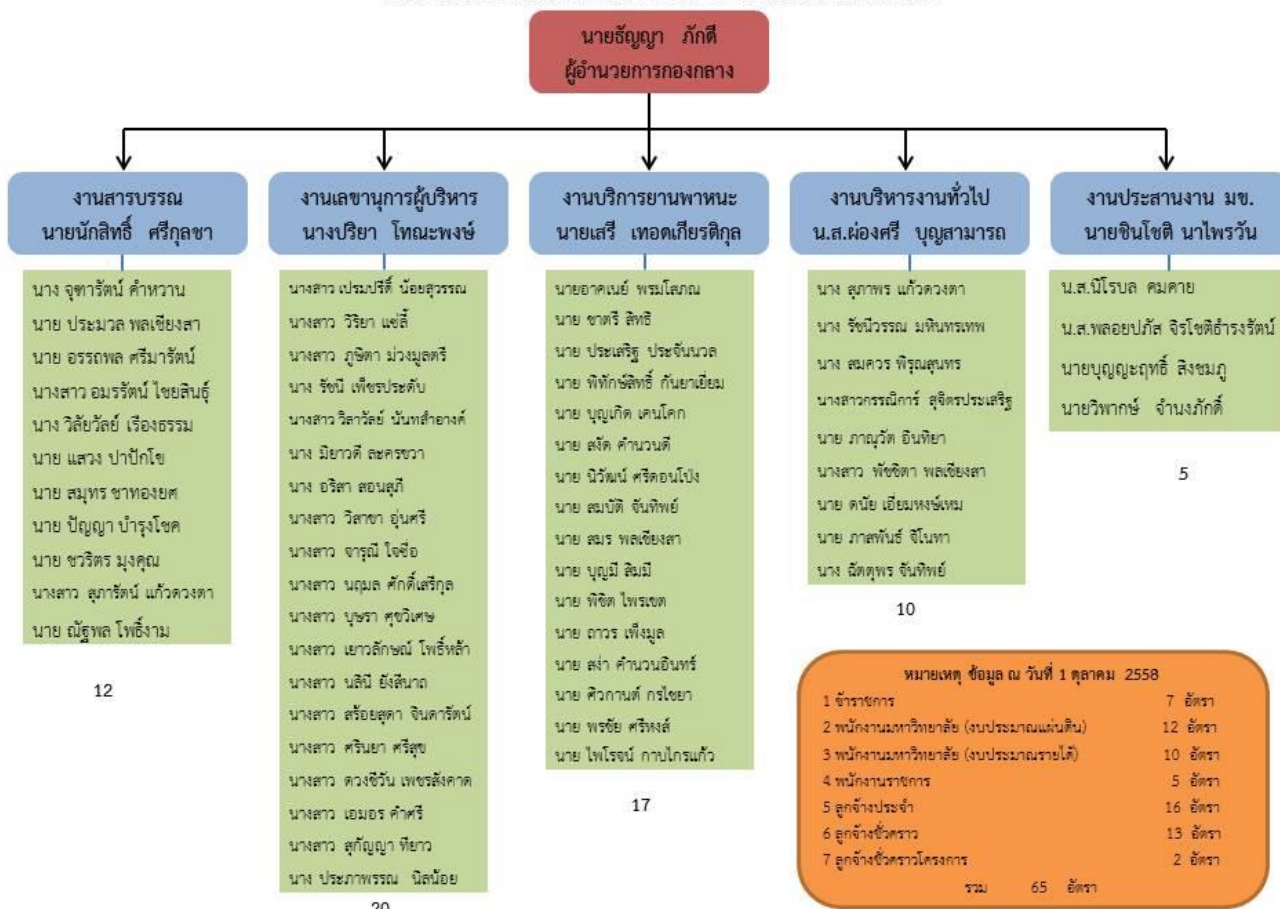 นายธัญญา ภักดี
ผู้อำนวยการกองกลาง
งานสารบรรณ
นายนักสิทธิ์ ศรีกุลชา
นาง จุฑารัตน์ คำหวาน
นาย ประมวล พลเชียงสา
นาย อรรถพล ศรีมารัตน์
นางสาว อมรรัตน์ ไชยสินธุ์
นาง วิลัยวัลย์ เรืองธรรม
นาย แสวง ปาปักโข
นาย สมุทร ชาทองยศ
นาย ปัญญา บำรุงโชค
นาย ชวริตร มุงคุณ
นางสาว สุภารัตน์ แก้วดวงตา
นาย ณัฐพล โพธิ์งาม
12
งานเลขานุการผู้บริหาร
นางปริยา โทณะพงษ์
นางสาว เปรมปรีดิ์ น้อยสุวรรณ
นางสาว วิริยา แซ่ลี้
นางสาว ภูษิตา ม่วงมูลตรี
นาง รัชนี เพ็ชรประดับ
นางสาว วิลาวัลย์ นันทสำอางค์
นาง มิยาวดี ละครขวา
นาง อริสา สอนสุภี
นางสาว วิสาขา อุ่นศรี
นางสาว จารุณี ใจซื่อ
นางสาว นฤมล ศักดิ์เสรีกุล
นางสาว บุษรา ศุขวิเศษ
นางสาว เยาวลักษณ์ โพธิ์หล้า
นางสาว นลินี ยังสีนาถ
นางสาว สร้อยสุดา จินดารัตน์
นางสาว ศรินยา ศรีสุข
นางสาว ดวงชีวัน เพชรสังคาด
นางสาว เอมอร คำศรี
นางสาว สุกัญญา ทียาว
นาง ประภาพรรณ นิลน้อย
20
งานบริการยานพาหนะ
นายเสรี เทอดเกียรติกุล
นายอาคเนย์ พรมโสภณ
นาย ชาตรี สิทธิ
นาย ประเสริฐ ประจันนวล
นาย พิทักษ์สิทธิ์ กันยาเยี่ยม
นาย บุญเกิด เคนโคก
นาย สงัด คำนวนดี
นาย นิวัฒน์ ศรีดอนโป่ง
นาย สมบัติ จันทิพย์
นาย สมร พลเชียงสา
นาย บุญมี สิมมี
นาย พิชิต ไพรเขต
นาย ถาวร เพ็งมูล
นาย สง่า คำนวนอินทร์
นาย ศิวกานต์ กรไชยา
นาย พรชัย ศรีหงส์
นาย ไพโรจน์ กาบไกรแก้ว
17
งานบริหารงานทั่วไป
น.ส.ผ่องศรี บุญสามารถ
นาง สุภาพร แก้วดวงตา
นาง รัชนีวรรณ มหินทรเทพ
นาง สมควร พิรุณสุนทร
นางสาวกรรณิการ์ สุจิตรประเสริฐ
นาย ภาณุวัต อินทิยา
นางสาว พัชชิตา พลเชียงสา
นาย ดนัย เอี่ยมหงษ์เหม
นาย ภาสพันธ์ จิโนทา
นาง ฉัตตุพร จันทิพย์
10
งานประสานงาน มข.
นายชินโชติ นาไพรวัน
น.ส.นิโรบล คมคาย
น.ส.พลอยปภัส จิรโชติธำรงรัตน์
นายบุญญะฤทธิ์ สิงชมภู
นายวิพากษ์ จำนงภักดิ์
5
หมายเหตุ ข้อมูล ณ วันที่ 1 ตุลาคม 2558
1 ข้าราชการ 7 อัตรา
2 พนักงานมหาวิทยาลัย (งบประมาณแผ่นดิน) 12 อัตรา
3 พนักงานมหาวิทยาลัย (งบประมาณรายได้) 10 อัตรา
4 พนักงานราชการ 5 อัตรา
5 ลูกจ้างประจำ 16 อัตรา
6 ลูกจ้างชั่วคราว 13 อัตรา
7 ลูกจ้างชั่วคราวโครงการ 2 อัตรา
รวม 65 อัตรา